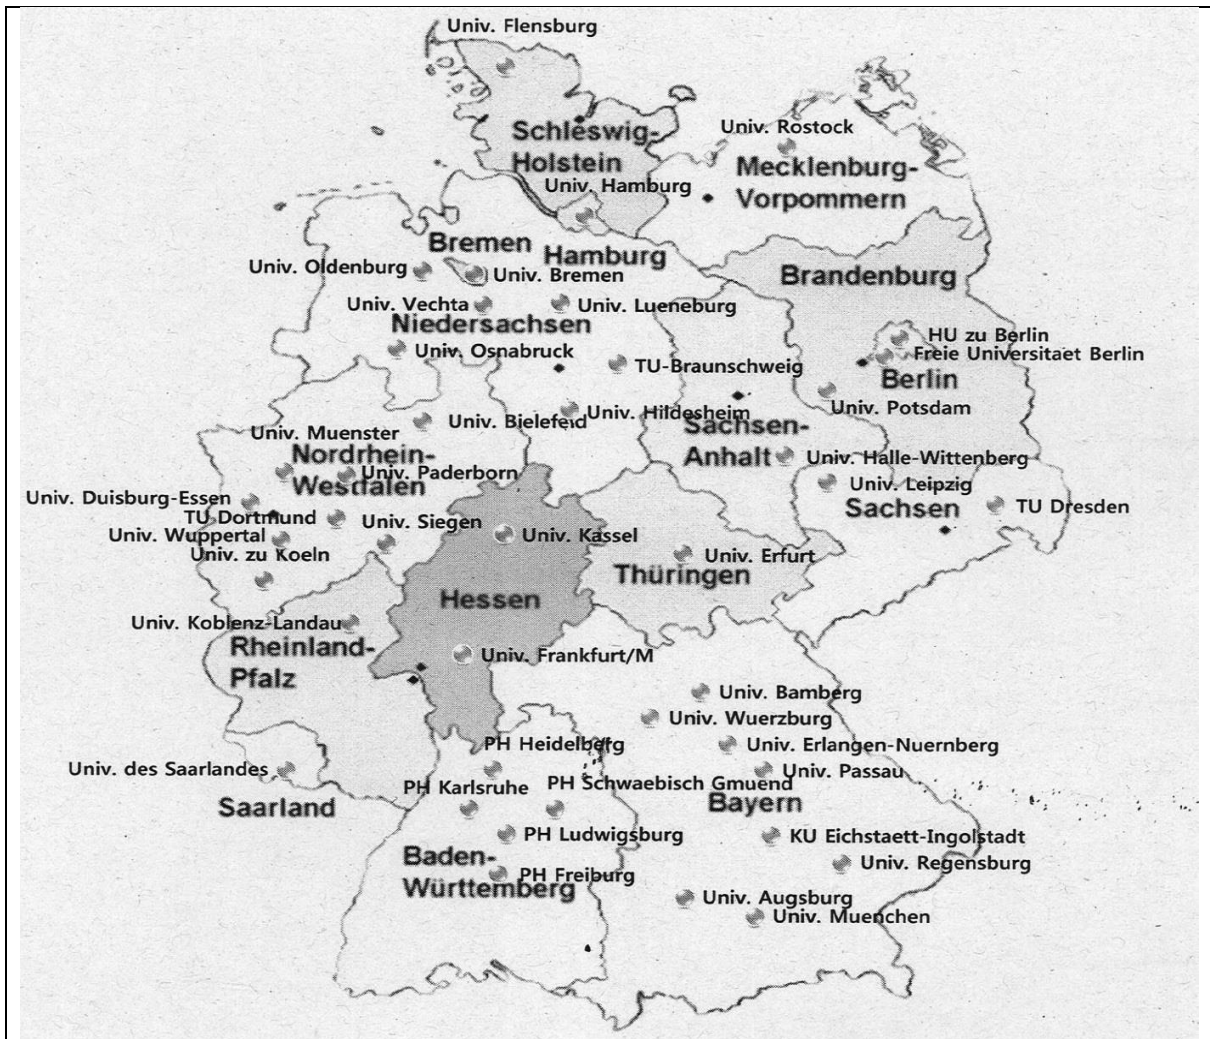 Univ. Flensburg
Schleswig-
Holstein
Univ. Rostock
Mecklenburg-
Vorpommern
Univ. Hamburg
Hamburg
Bremen
Univ. Oldenburg
Univ. Bremen
Brandenburg
Univ. Vechta
Univ. Lueneburg
Niedersachsen
HU zu Berlin
Freie Universitaet Berlin
Berlin
Univ. Osnabruck
TU-Braunschweig
Univ. Potsdam
Univ. Bielefeld
Univ. Hildesheim
Sachsen-
Anhalt
Univ. Muenster
Nordrhein-
Westfalen
Univ. Paderborn
Univ. Halle-Wittenberg
Univ. Leipzig
Sachsen
TU Dresden
Univ. Duisburg-Essen
TU Dortmund
Univ. Siegen
Univ. Wuppertal
Univ. zu Koeln
Univ. Kassel
Univ. Erfurt
Thüringen
Hessen
Univ. Koblenz-Landau
Rheinland-
Pfalz
Univ. Frankfurt/M
Univ. Bamberg
Univ. Wuerzburg
PH Heidelberg
Univ. Erlangen-Nuernberg
Univ. des Saarlandes
Saarland
PH Karlsruhe
PH Schwaebisch Gmuend
Univ. Passau
Bayern
PH Ludwigsburg
KU Eichstaett-Ingolstadt
Baden-
Württemberg
PH Freiburg
Univ. Regensburg
Univ. Augsburg
Univ. Muenchen